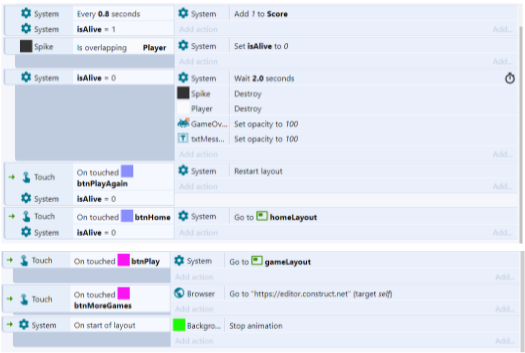 System Every 0.8 seconds System Add 1 to Score
System isAlive = 1 Add action Add...
Spike Is overlapping Player System Set isAlive to 0
Add action Add...
System isAlive = 0 System Wait 2.0 seconds
Spike Destroy
Player Destroy
GameOv... Set opacity to 100
txtMess... Set opacity to 100
Add action Add...
Touch On touched btnPlayAgain System Restart layout
System isAlive = 0 Add action Add...
Touch On touched btnHome System Go to homeLayout
System isAlive = 0 Add action Add...
Touch On touched btnPlay System Go to gameLayout
Add action Add...
Touch On touched btnMoreGames Browser Go to "https://editor.construct.net" (target self)
Add action Add...
System On start of layout Backgro... Stop animation
Add action Add...